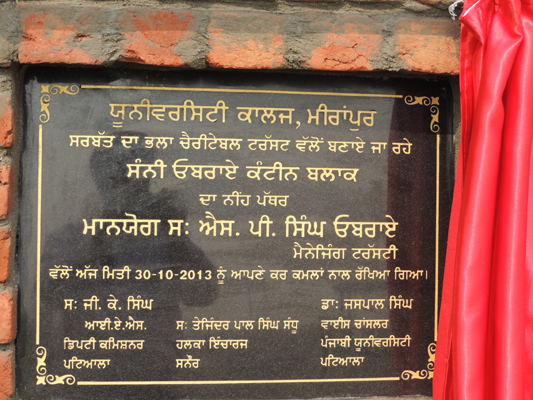 ਯੂਨੀਵਰਸਿਟੀ ਕਾਲਜ, ਮੀਰਾਂਪੁਰ
ਸਰਬੱਤ ਦਾ ਭਲਾ ਚੈਰੀਟੇਬਲ ਟਰੱਸਟ ਵੱਲੋਂ ਬਣਾਏ ਜਾ ਰਹੇ
ਸੰਨੀ ਓਬਰਾਏ ਕੰਟੀਨ ਬਲਾਕ
ਦਾ ਨੀਂਹ ਪੱਥਰ
ਮਾਨਯੋਗ ਸਃ ਐਸ. ਪੀ. ਸਿੰਘ ਓਬਰਾਏ
ਮੈਨੇਜਿੰਗ ਟਰੱਸਟੀ
ਵੱਲੋਂ ਅੱਜ ਮਿਤੀ 30-10-2013 ਨੂੰ ਆਪਣੇ ਕਰ ਕਮਲਾਂ ਨਾਲ ਰੱਖਿਆ ਗਿਆ।
ਸਃ ਜੀ. ਕੇ. ਸਿੰਘ
ਆਈ.ਏ.ਐਸ.
ਡਿਪਟੀ ਕਮਿਸ਼ਨਰ
ਪਟਿਆਲਾ
ਸਃ ਤੇਜਿੰਦਰ ਪਾਲ ਸਿੰਘ ਸੰਧੂ
ਹਲਕਾ ਇੰਚਾਰਜ
ਸਨੌਰ
ਡਾਃ ਜਸਪਾਲ ਸਿੰਘ
ਵਾਈਸ ਚਾਂਸਲਰ
ਪੰਜਾਬੀ ਯੂਨੀਵਰਸਿਟੀ
ਪਟਿਆਲਾ